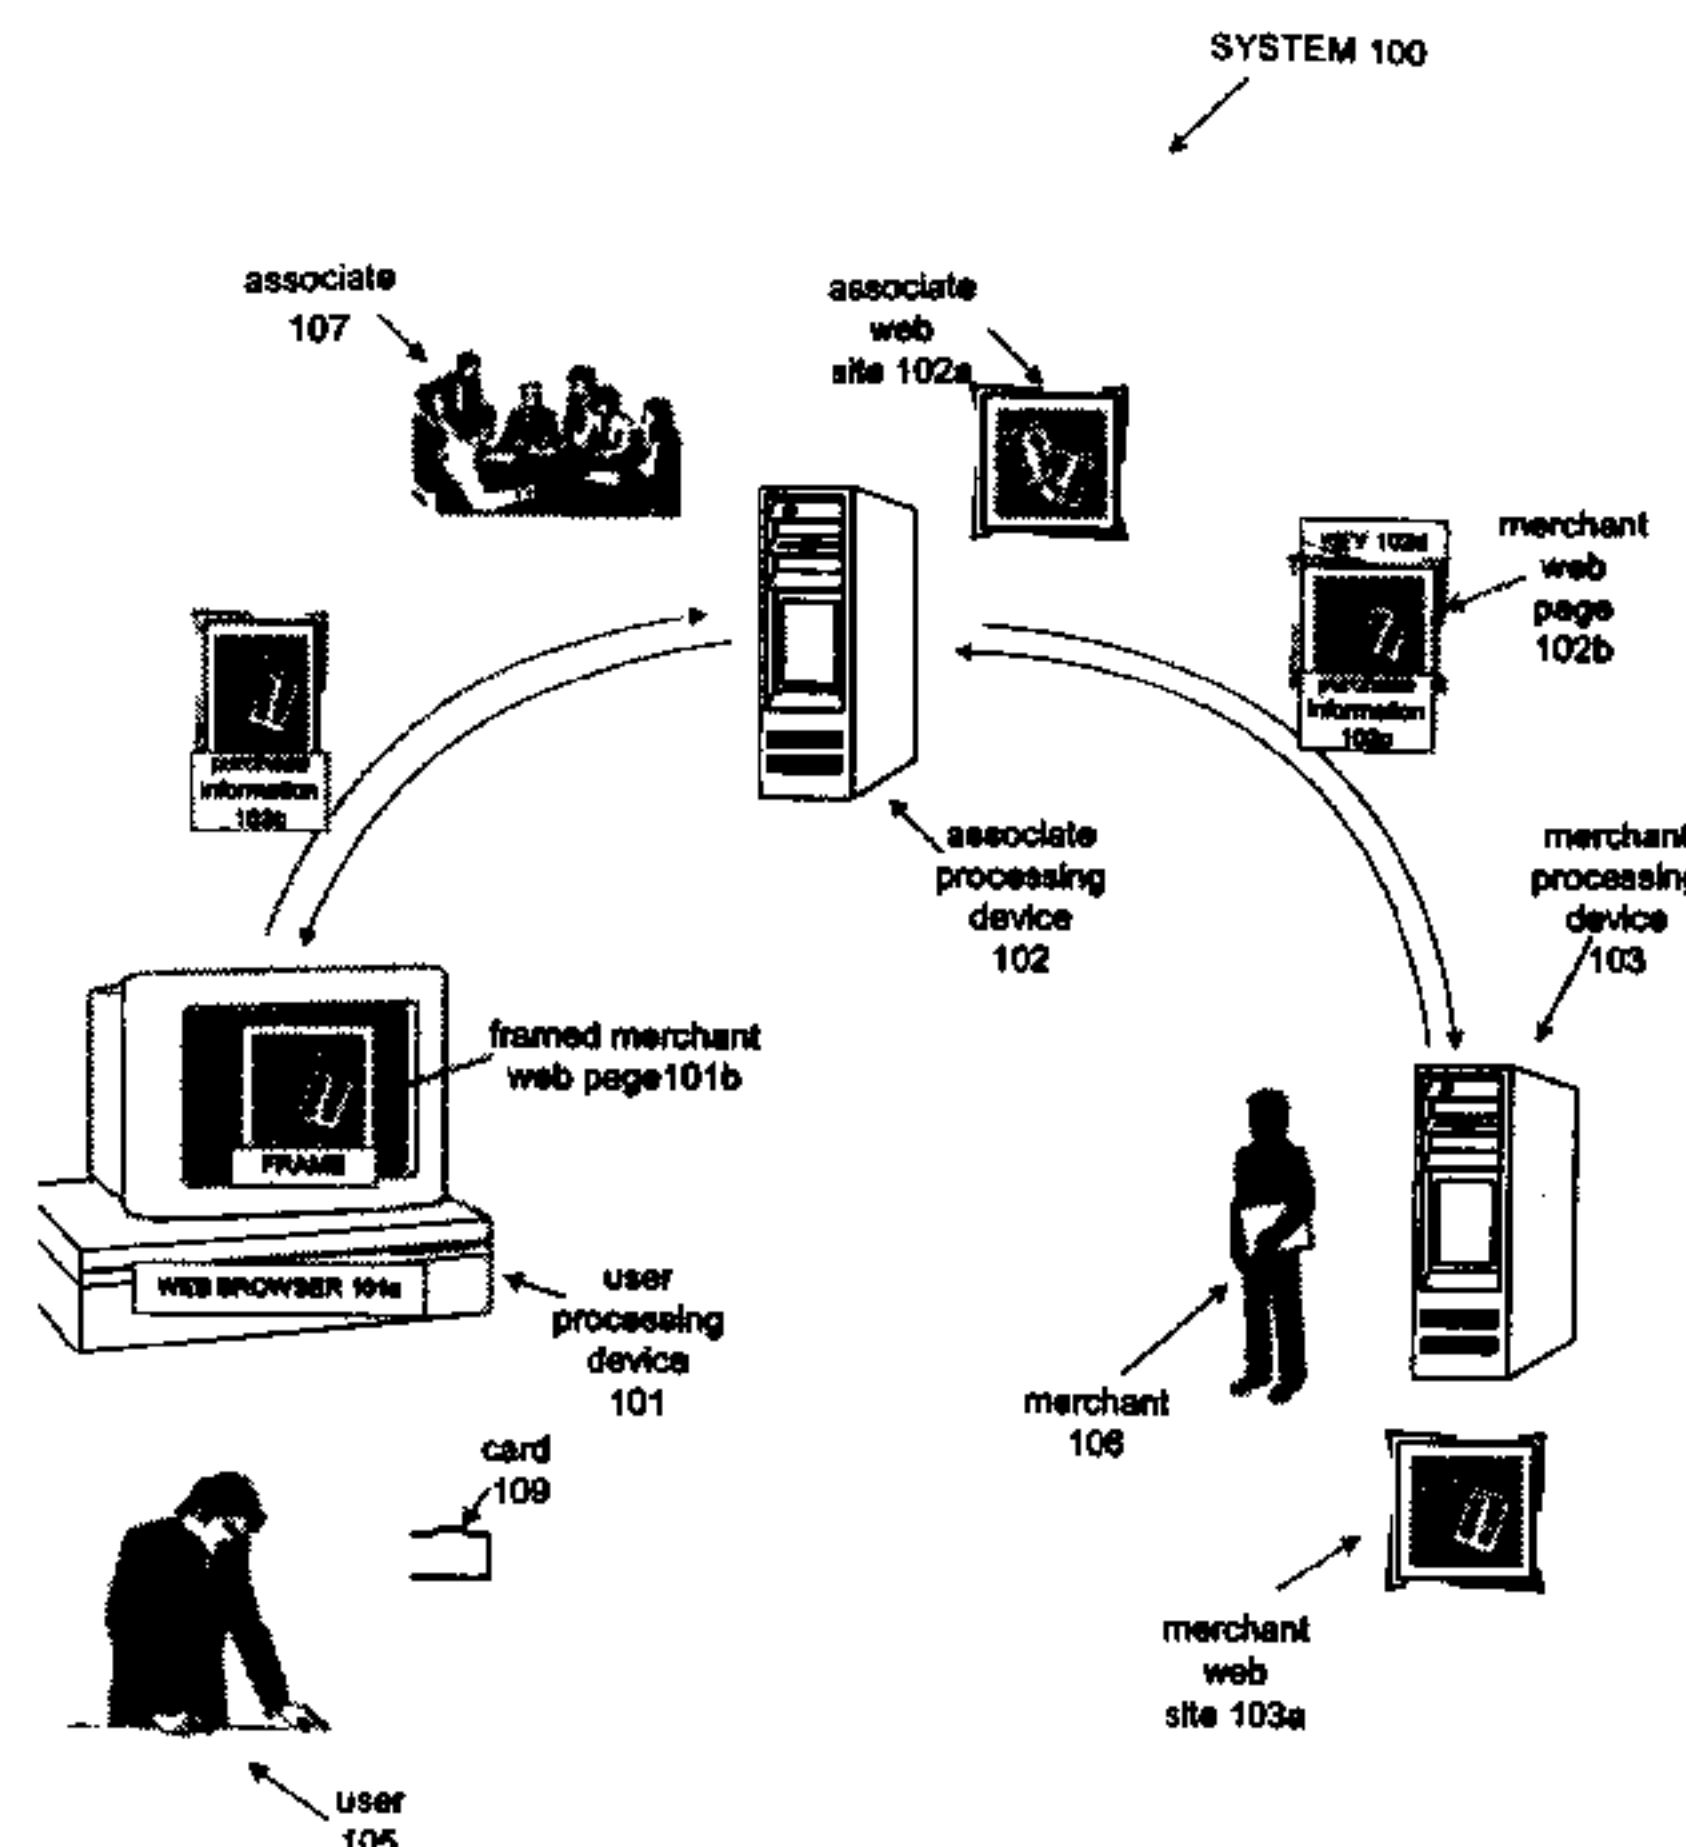 SYSTEM 100
associate
107
associate
web
site 102a
merchant
web
page
102b
information
information
associate
processing
device
102
merchant
processing
device
103
framed merchant
web page101b
FRAME
WEB BROWSER 101a
user
processing
device
101
merchant
106
card
109
merchant
web
site 103a
user
105